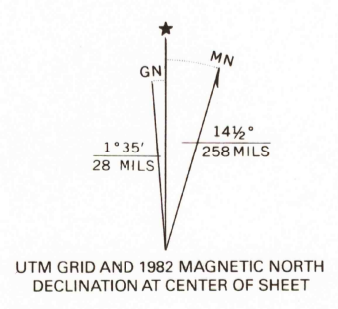 ★
MN
GN
1°35′
28 MILS
14½°
258 MILS
UTM GRID AND 1982 MAGNETIC NORTH
DECLINATION AT CENTER OF SHEET